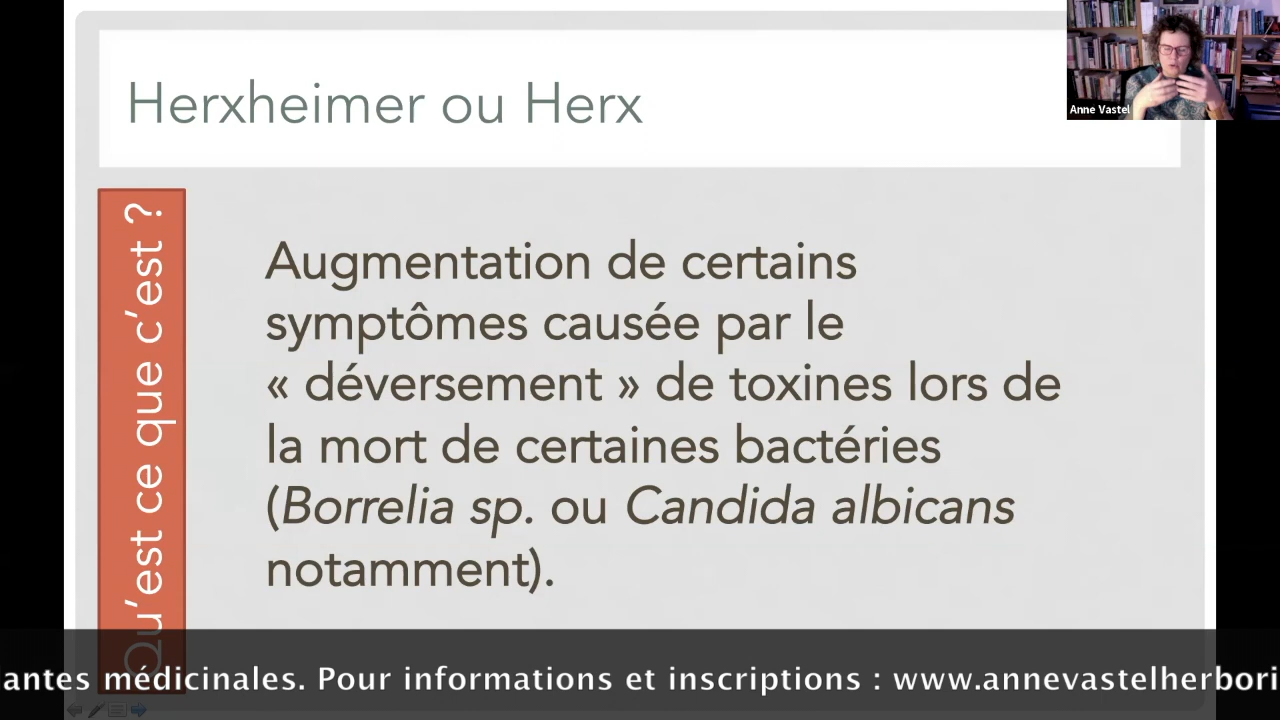 Herxheimer ou Herx
Anne Vastel
Qu'est ce que c'est ?
Augmentation de certains
symptômes causée par le
« déversement » de toxines lors de
la mort de certaines bactéries
(Borrelia sp. ou Candida albicans
notamment).
lantes médicinales. Pour informations et inscriptions : www.annevastelherbori